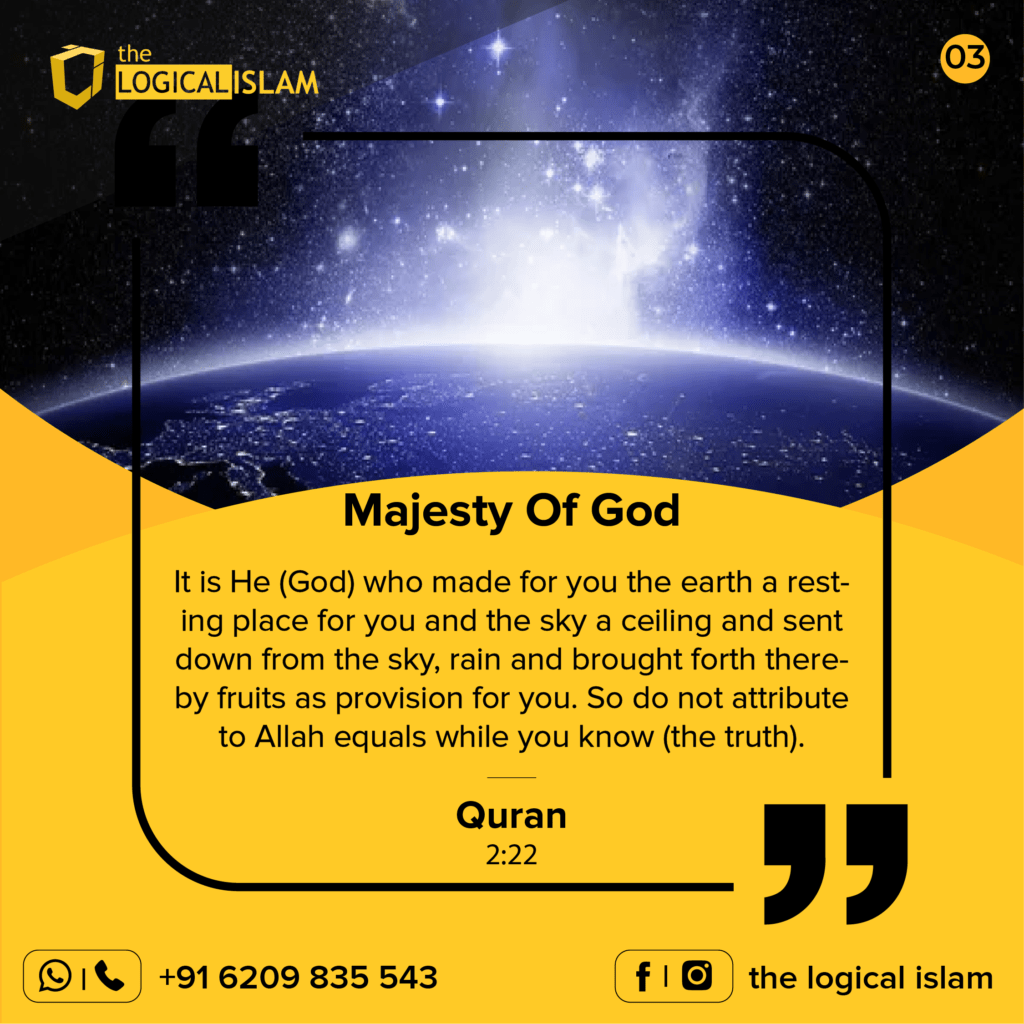 the
LOGICALISLAM
03
Majesty Of God
It is He (God) who made for you the earth a rest-
ing place for you and the sky a ceiling and sent
down from the sky, rain and brought forth there-
by fruits as provision for you. So do not attribute
to Allah equals while you know (the truth).
Quran
2:22
+91 6209 835 543
the logical islam